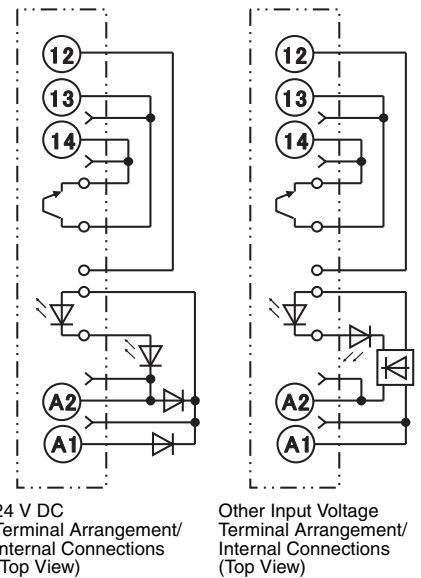 12
13
14
A2
A1
12
13
14
A2
A1
24 V DC
Terminal Arrangement/
Internal Connections
(Top View)
Other Input Voltage
Terminal Arrangement/
Internal Connections
(Top View)